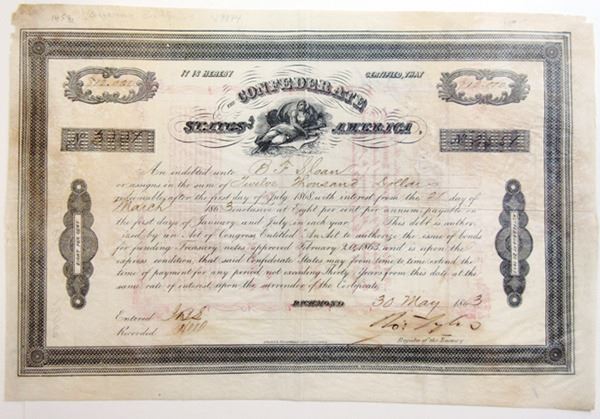 IT IS HEREBY CERTIFIED, THAT
THE CONFEDERATE
STATES OF AMERICA
Are indebted unto B F Sloan
or assigns in the sum of Twelve Thousand Dollars
redeemable after the first day of July 1868 with interest from the day of
March 1863 inclusive at Eight per cent per annum payable on
the first days of January and July in each year. This debt is author-
ized by an Act of Congress Entitled "An Act to authorize the issue of bonds
for funding Treasury notes" approved February 20, 1863 and is upon the
express condition, that said Confederate States may from time to time extend the
time of payment for any period not exceeding Thirty Years from this date at the
same rate of interest upon the surrender of the Certificate.
RICHMOND, 30 May 1863
Entered
Recorded
Ro: Tyler
Register of the Treasury